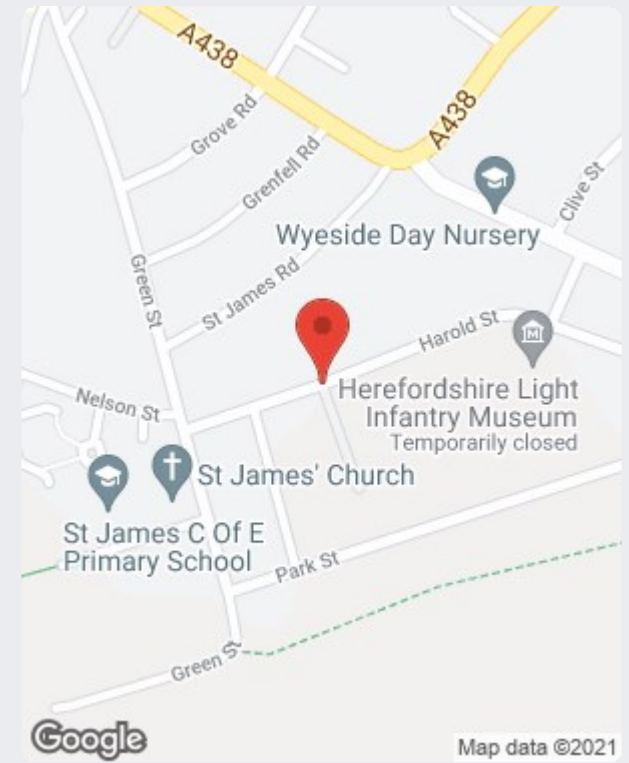 A438
A438
Grove Rd
Grenfell Rd
Clive St
Wyeside Day Nursery
Green St
St James Rd
Harold St
Herefordshire Light
Infantry Museum
Temporarily closed
Nelson St
St James' Church
St James C Of E
Primary School
Park St
Green St
Google
Map data ©2021